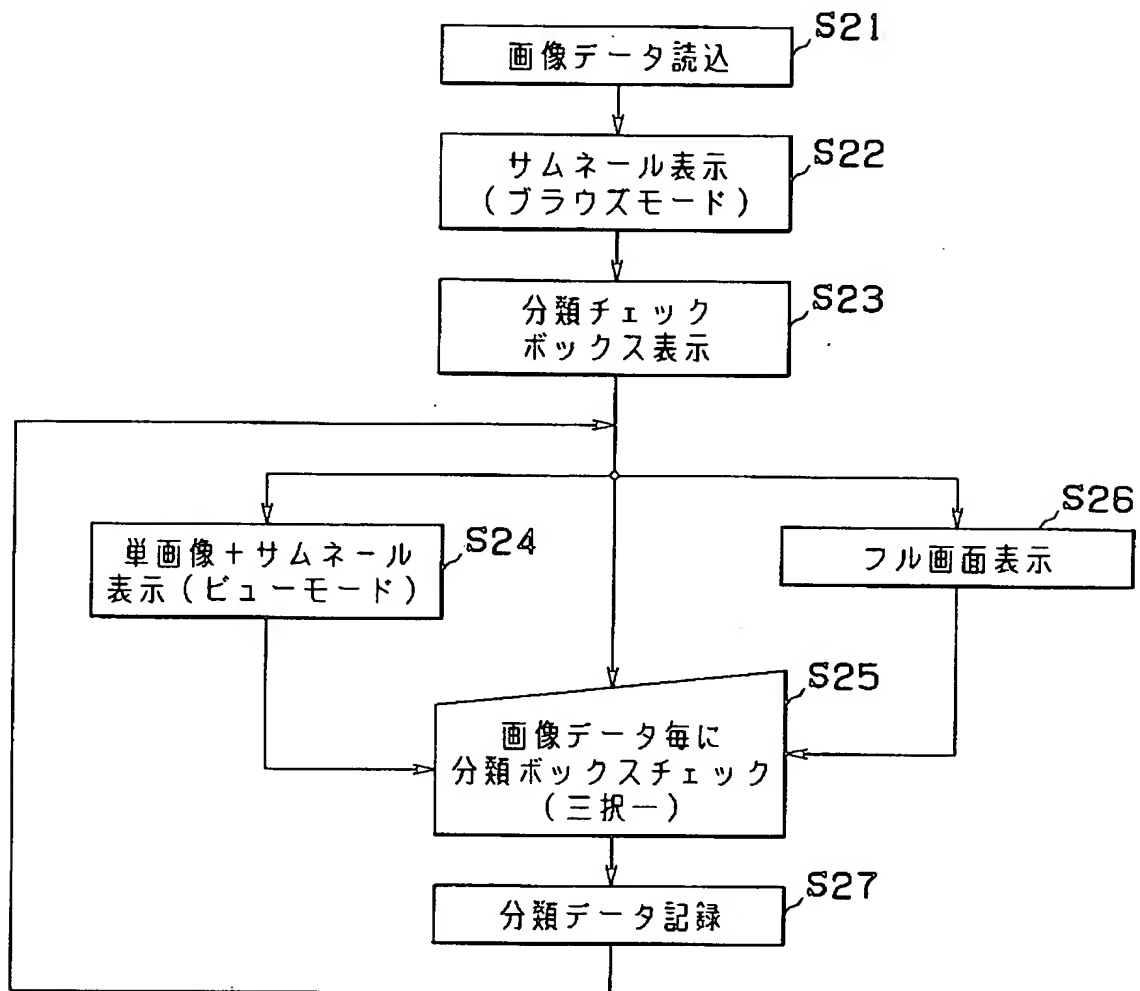 S21
画像データ読込
S22
サムネール表示
(ブラウズモード)
S23
分類チェック
ボックス表示
S24
単画像+サムネール
表示(ビューモード)
S26
フル画面表示
S25
画像データ毎に
分類ボックスチェック
(三択一)
S27
分類データ記録